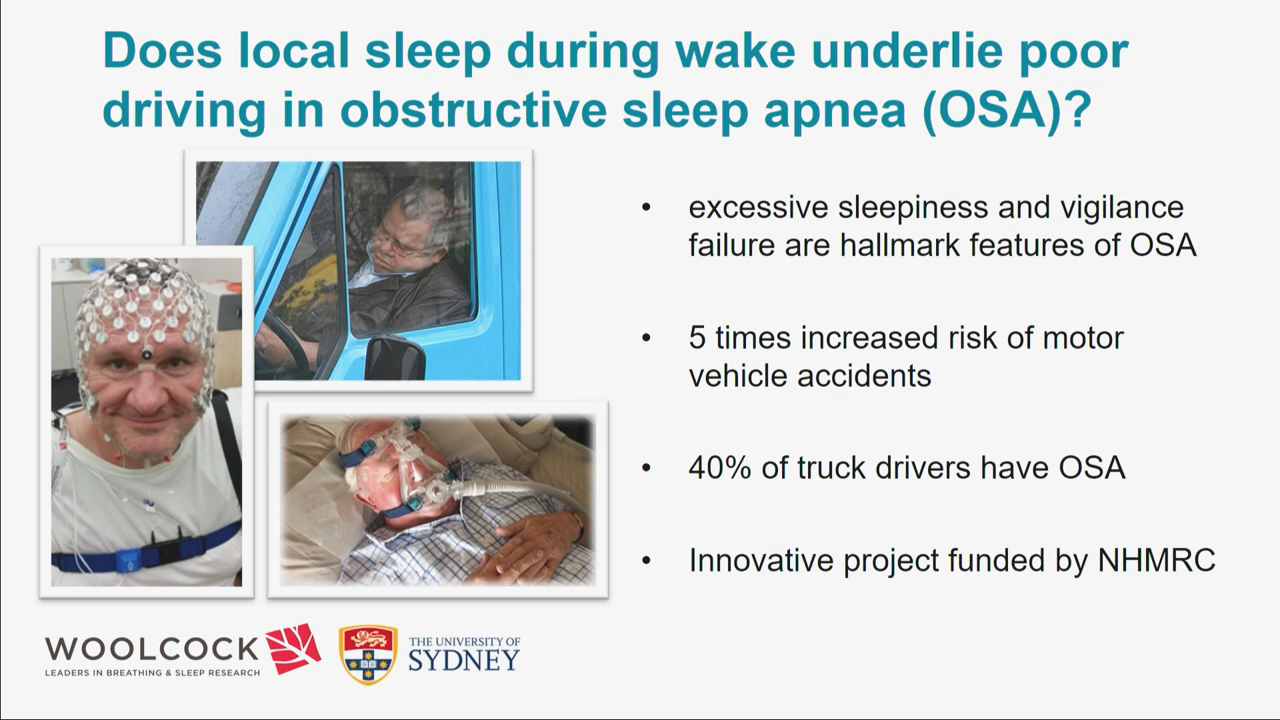 Does local sleep during wake underlie poor
driving in obstructive sleep apnea (OSA)?
• excessive sleepiness and vigilance
failure are hallmark features of OSA
• 5 times increased risk of motor
vehicle accidents
• 40% of truck drivers have OSA
• Innovative project funded by NHMRC
WOOLCOCK
LEADERS IN BREATHING & SLEEP RESEARCH
THE UNIVERSITY OF
SYDNEY